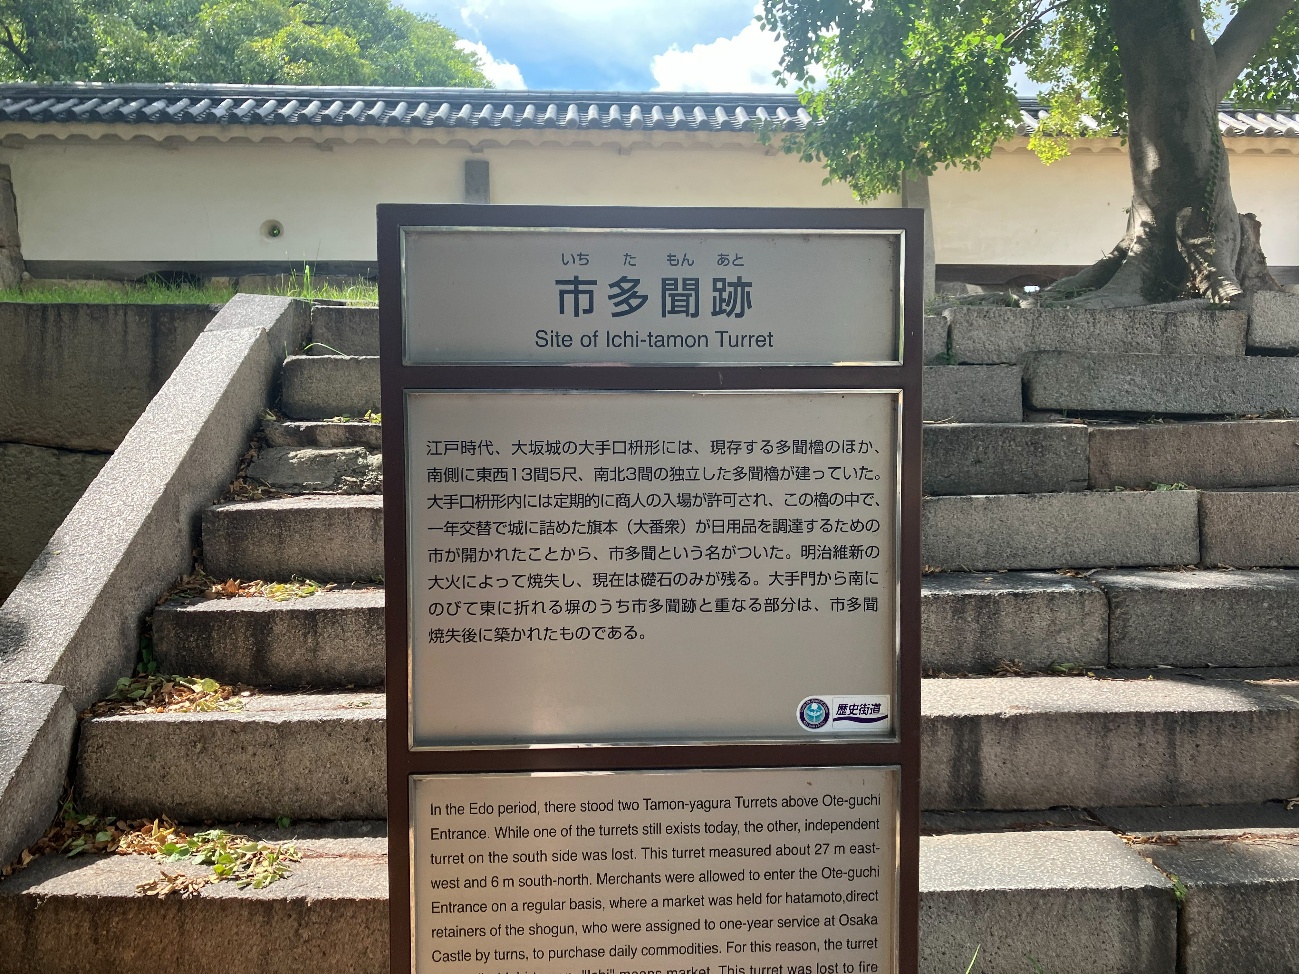 いち た もん あと
市多聞跡
Site of Ichi-tamon Turret
江戸時代、大坂城の大手口枡形には、現存する多聞櫓のほか、
南側に東西13間5尺、南北3間の独立した多聞櫓が建っていた。
大手口枡形内には定期的に商人の入場が許可され、この櫓の中で、
一年交替で城に詰めた旗本（大番衆）が日用品を調達するための
市が開かれたことから、市多聞という名がついた。明治維新の
大火によって焼失し、現在は礎石のみが残る。大手門から南に
のびて東に折れる塀のうち市多聞跡と重なる部分は、市多聞
焼失後に築かれたものである。
歴史街道
In the Edo period, there stood two Tamon-yagura Turrets above Ote-guchi
Entrance. While one of the turrets still exists today, the other, independent
turret on the south side was lost. This turret measured about 27 m east-
west and 6 m south-north. Merchants were allowed to enter the Ote-guchi
Entrance on a regular basis, where a market was held for hatamoto,direct
retainers of the shogun, who were assigned to one-year service at Osaka
Castle by turns, to purchase daily commodities. For this reason, the turret
"Ichi" means market. This turret was lost to fire